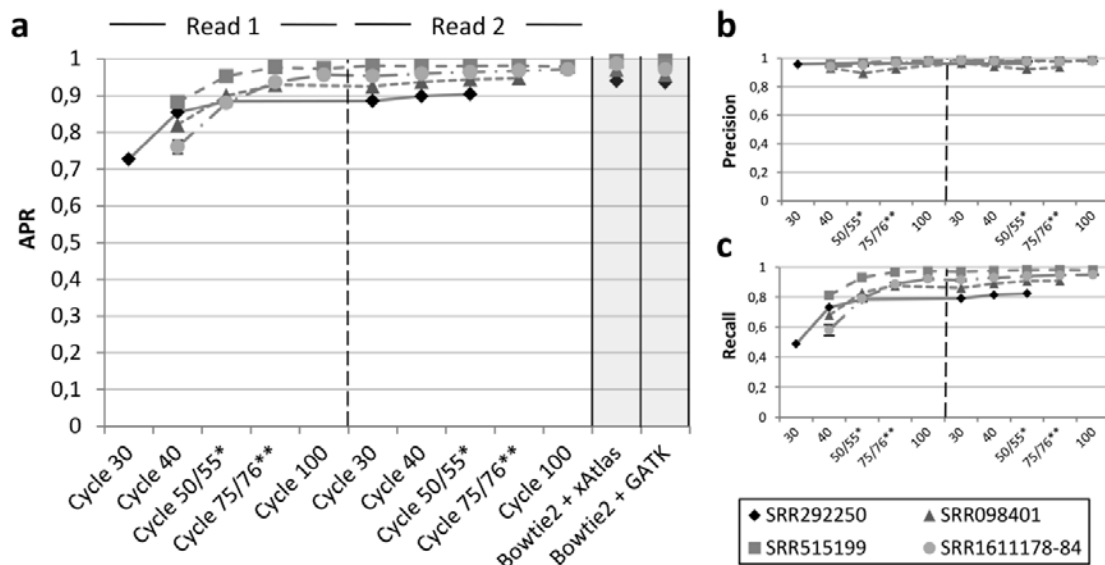 a
Read 1
Read 2
APR
1
0,9
0,8
0,7
0,6
0,5
0,4
0,3
0,2
0,1
0
Cycle 30
Cycle 40
Cycle 50/55*
Cycle 75/76**
Cycle 100
Cycle 30
Cycle 40
Cycle 50/55*
Cycle 75/76**
Cycle 100
Bowtie2 + xAtlas
Bowtie2 + GATK
b
Precision
1
0,8
0,6
0,4
0,2
0
30
40
50/55*
75/76**
100
30
40
50/55*
75/76**
100
c
Recall
1
0,8
0,6
0,4
0,2
0
30
40
50/55*
75/76**
100
30
40
50/55*
75/76**
100
SRR292250
SRR098401
SRR515199
SRR1611178-84